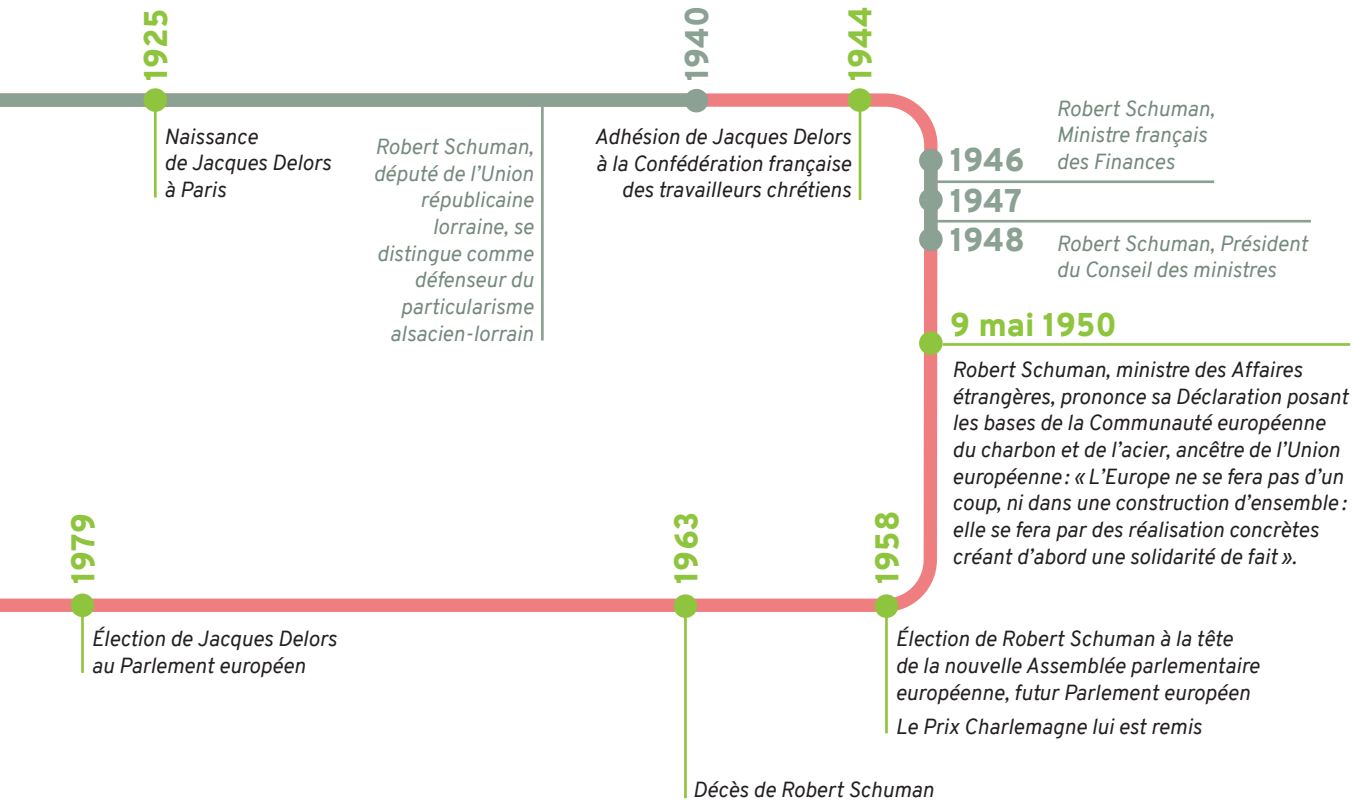 1925
Naissance
de Jacques Delors
à Paris
Robert Schuman,
député de l'Union
républicaine
lorraine, se
distingue comme
défenseur du
particularisme
alsacien-lorrain
1940
1944
Adhésion de Jacques Delors
à la Confédération française
des travailleurs chrétiens
1946
Robert Schuman,
Ministre français
des Finances
1947
1948
Robert Schuman, Président
du Conseil des ministres
9 mai 1950
Robert Schuman, ministre des Affaires
étrangères, prononce sa Déclaration posant
les bases de la Communauté européenne
du charbon et de l'acier, ancêtre de l'Union
européenne : « L'Europe ne se fera pas d'un
coup, ni dans une construction d'ensemble :
elle se fera par des réalisation concrètes
créant d'abord une solidarité de fait ».
1958
Élection de Robert Schuman à la tête
de la nouvelle Assemblée parlementaire
européenne, futur Parlement européen
Le Prix Charlemagne lui est remis
1963
Décès de Robert Schuman
1979
Élection de Jacques Delors
au Parlement européen